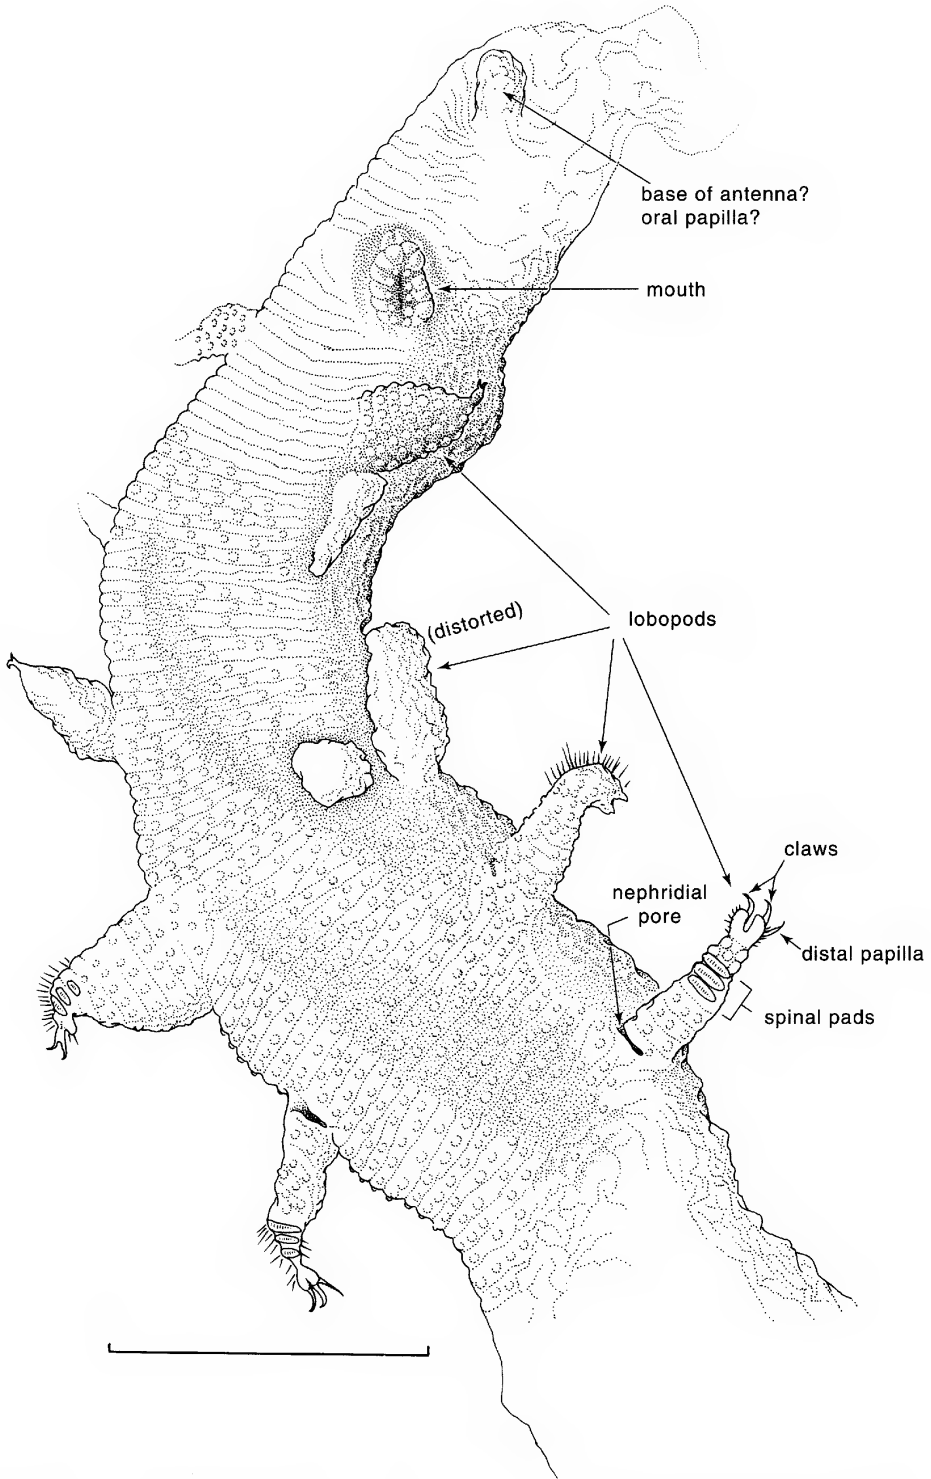 base of antenna?
oral papilla?
mouth
(distorted)
lobopods
claws
nephridial
pore
distal papilla
spinal pads